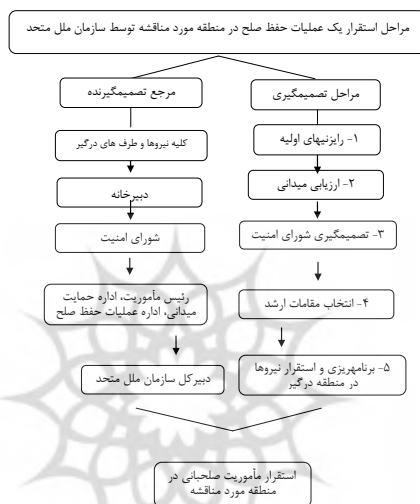 مراحل استقرار یک عملیات حفظ صلح در منطقه مورد مناقشه توسط سازمان ملل متحد
مراحل تصمیمگیری
۱- رایزنیهای اولیه
۲- ارزیابی میدانی
۳- تصمیمگیری شورای امنیت
۴- انتخاب مقامات ارشد
۵- برنامهریزی و استقرار نیروها
در منطقه درگیر
مرجع تصمیمگیرنده
کلیه نیروها و طرف های درگیر
دبیرخانه
شورای امنیت
رئیس مأموریت، اداره حمایت
میدانی، اداره عملیات حفظ صلح
دبیرکل سازمان ملل متحد
استقرار مأموریت صلحبانی در
منطقه مورد مناقشه